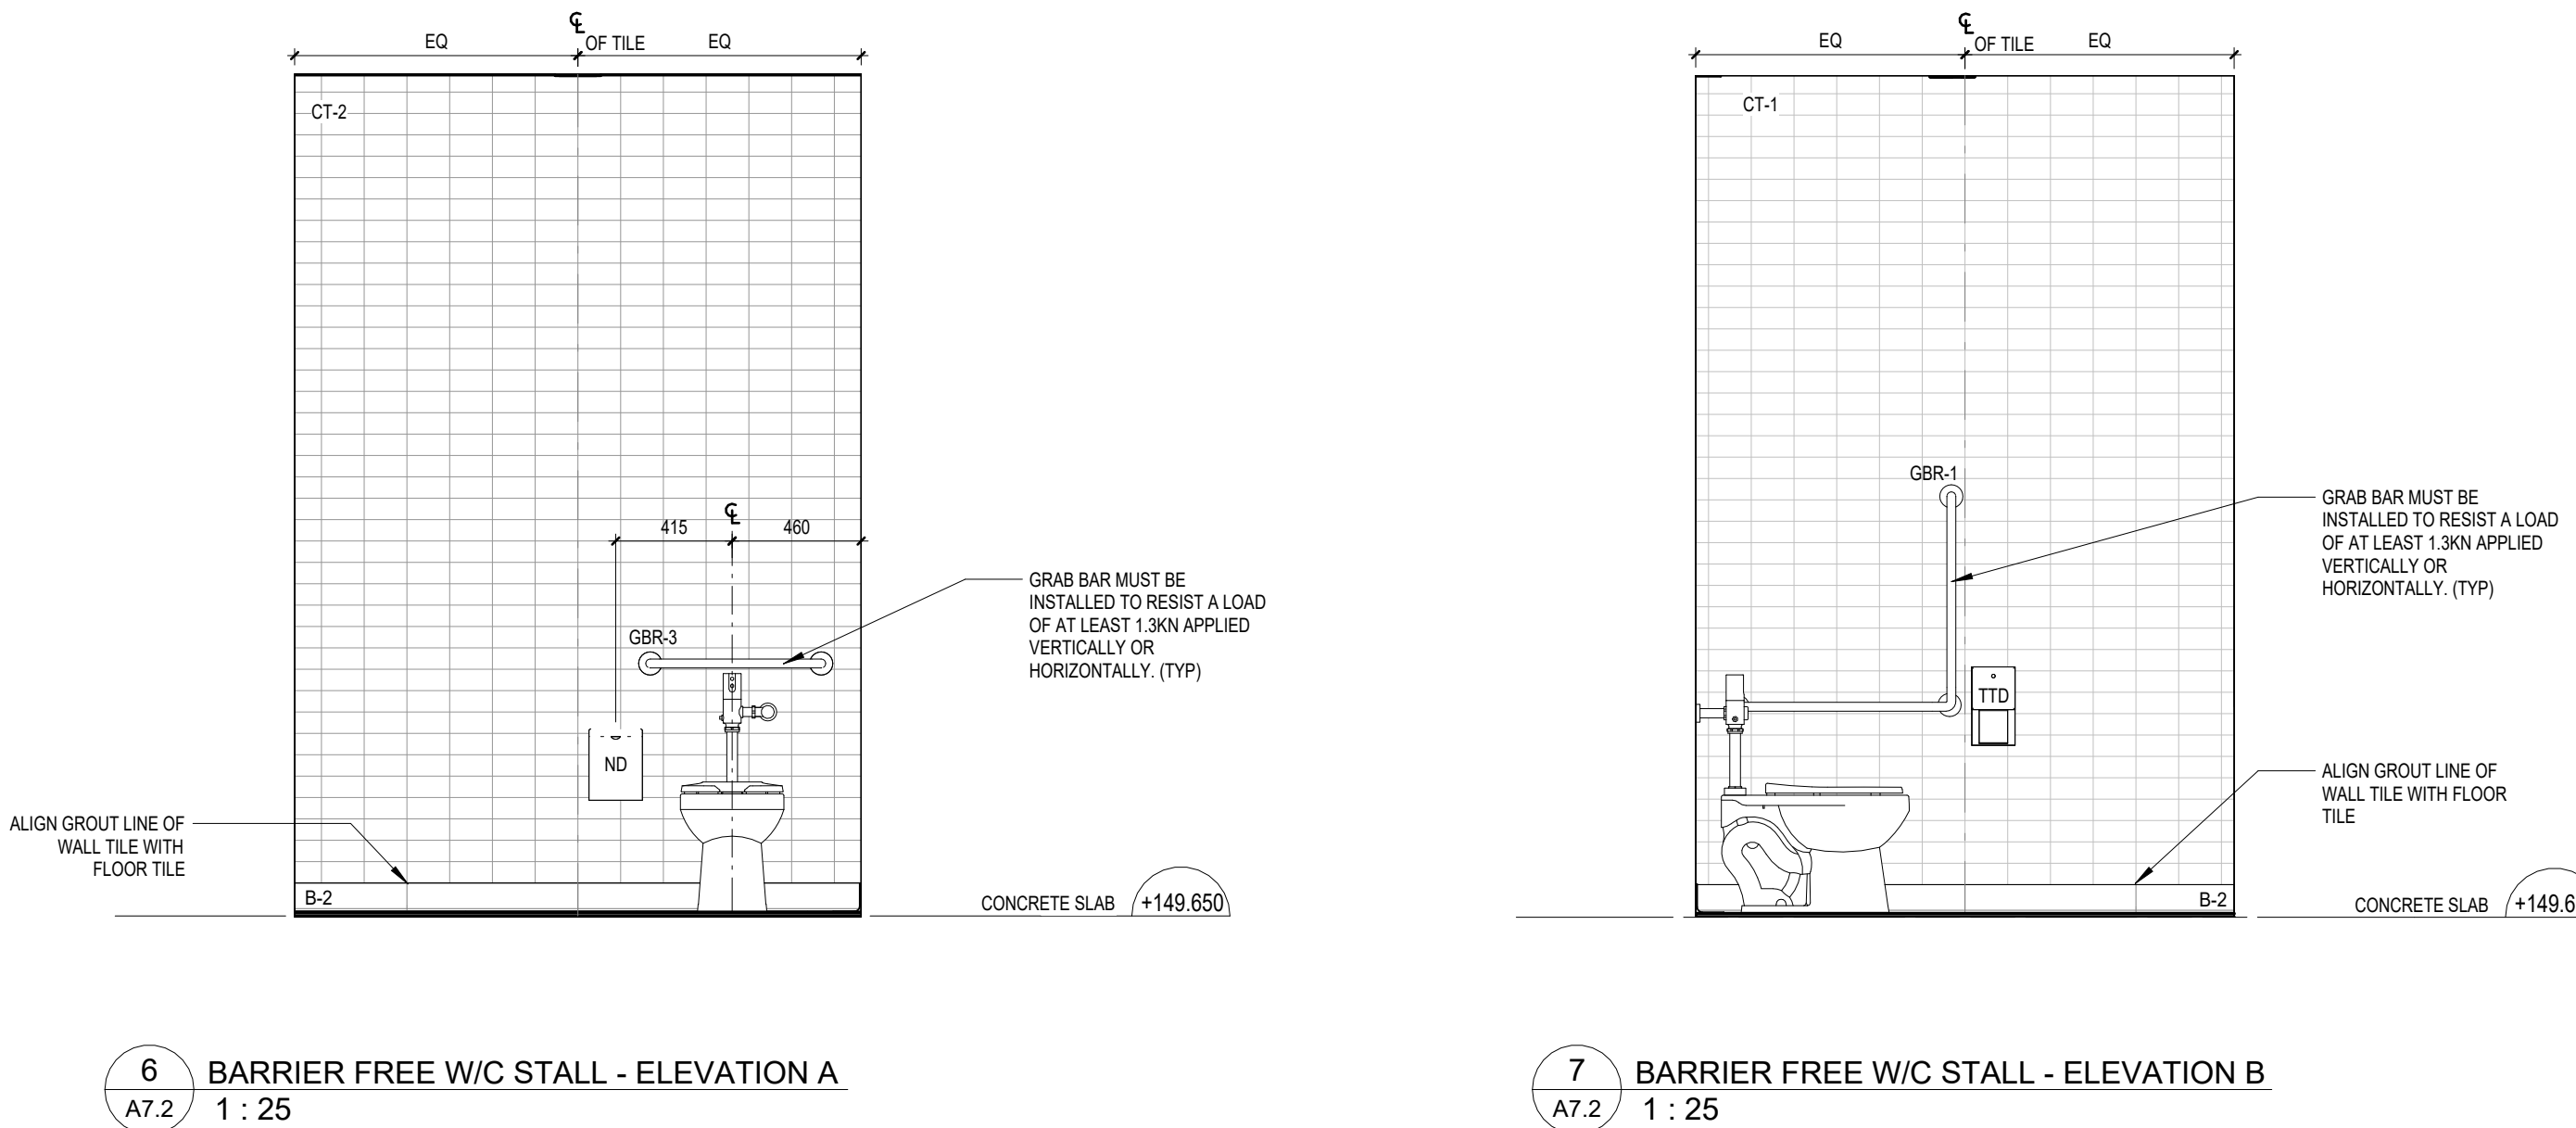 ℄
EQ
OF TILE
EQ
CT-2
415
℄
460
GBR-3
GRAB BAR MUST BE
INSTALLED TO RESIST A LOAD
OF AT LEAST 1.3KN APPLIED
VERTICALLY OR
HORIZONTALLY. (TYP)
ND
ALIGN GROUT LINE OF
WALL TILE WITH
FLOOR TILE
B-2
CONCRETE SLAB
+149.650
6
A7.2
BARRIER FREE W/C STALL - ELEVATION A
1 : 25
℄
EQ
OF TILE
EQ
CT-1
GBR-1
GRAB BAR MUST BE
INSTALLED TO RESIST A LOAD
OF AT LEAST 1.3KN APPLIED
VERTICALLY OR
HORIZONTALLY. (TYP)
TTD
ALIGN GROUT LINE OF
WALL TILE WITH FLOOR
TILE
B-2
CONCRETE SLAB
+149.6
7
A7.2
BARRIER FREE W/C STALL - ELEVATION B
1 : 25